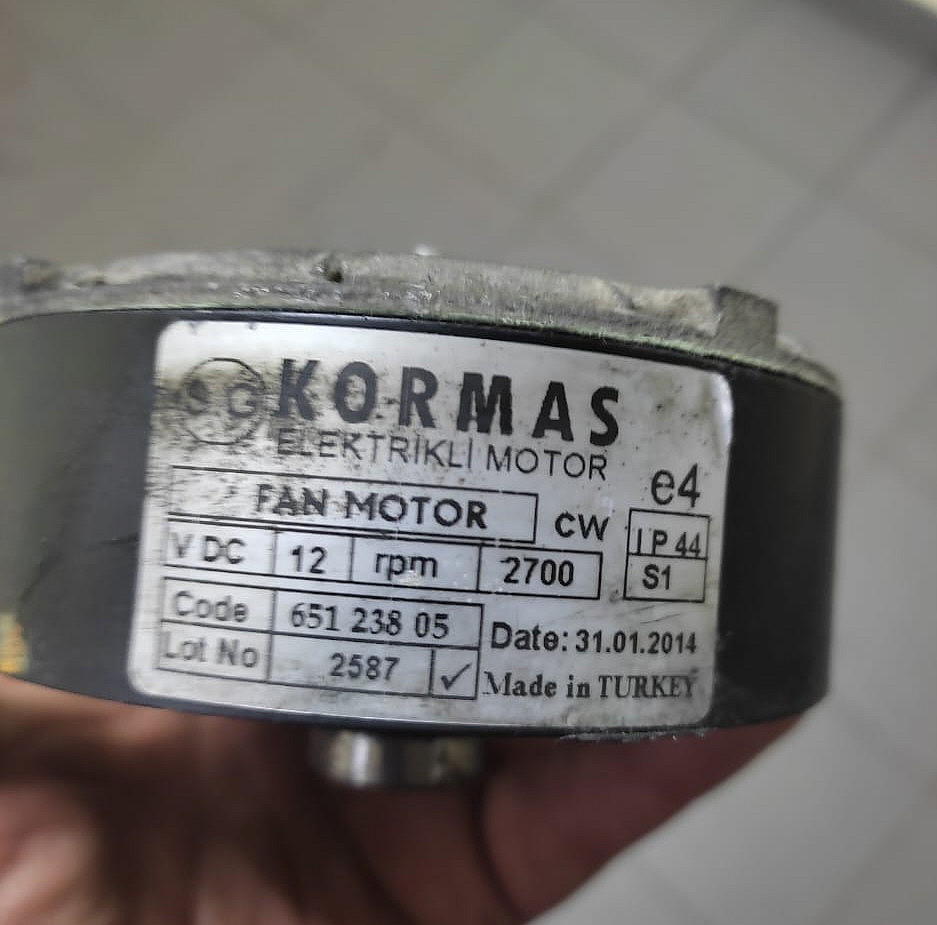 KORMAS
ELEKTRIKLI MOTOR
e4
FAN MOTOR CW IP 44
V DC 12 rpm 2700 S1
Code 651 238 05
Date: 31.01.2014
Lot No 2587 ✓
Made in TURKEY